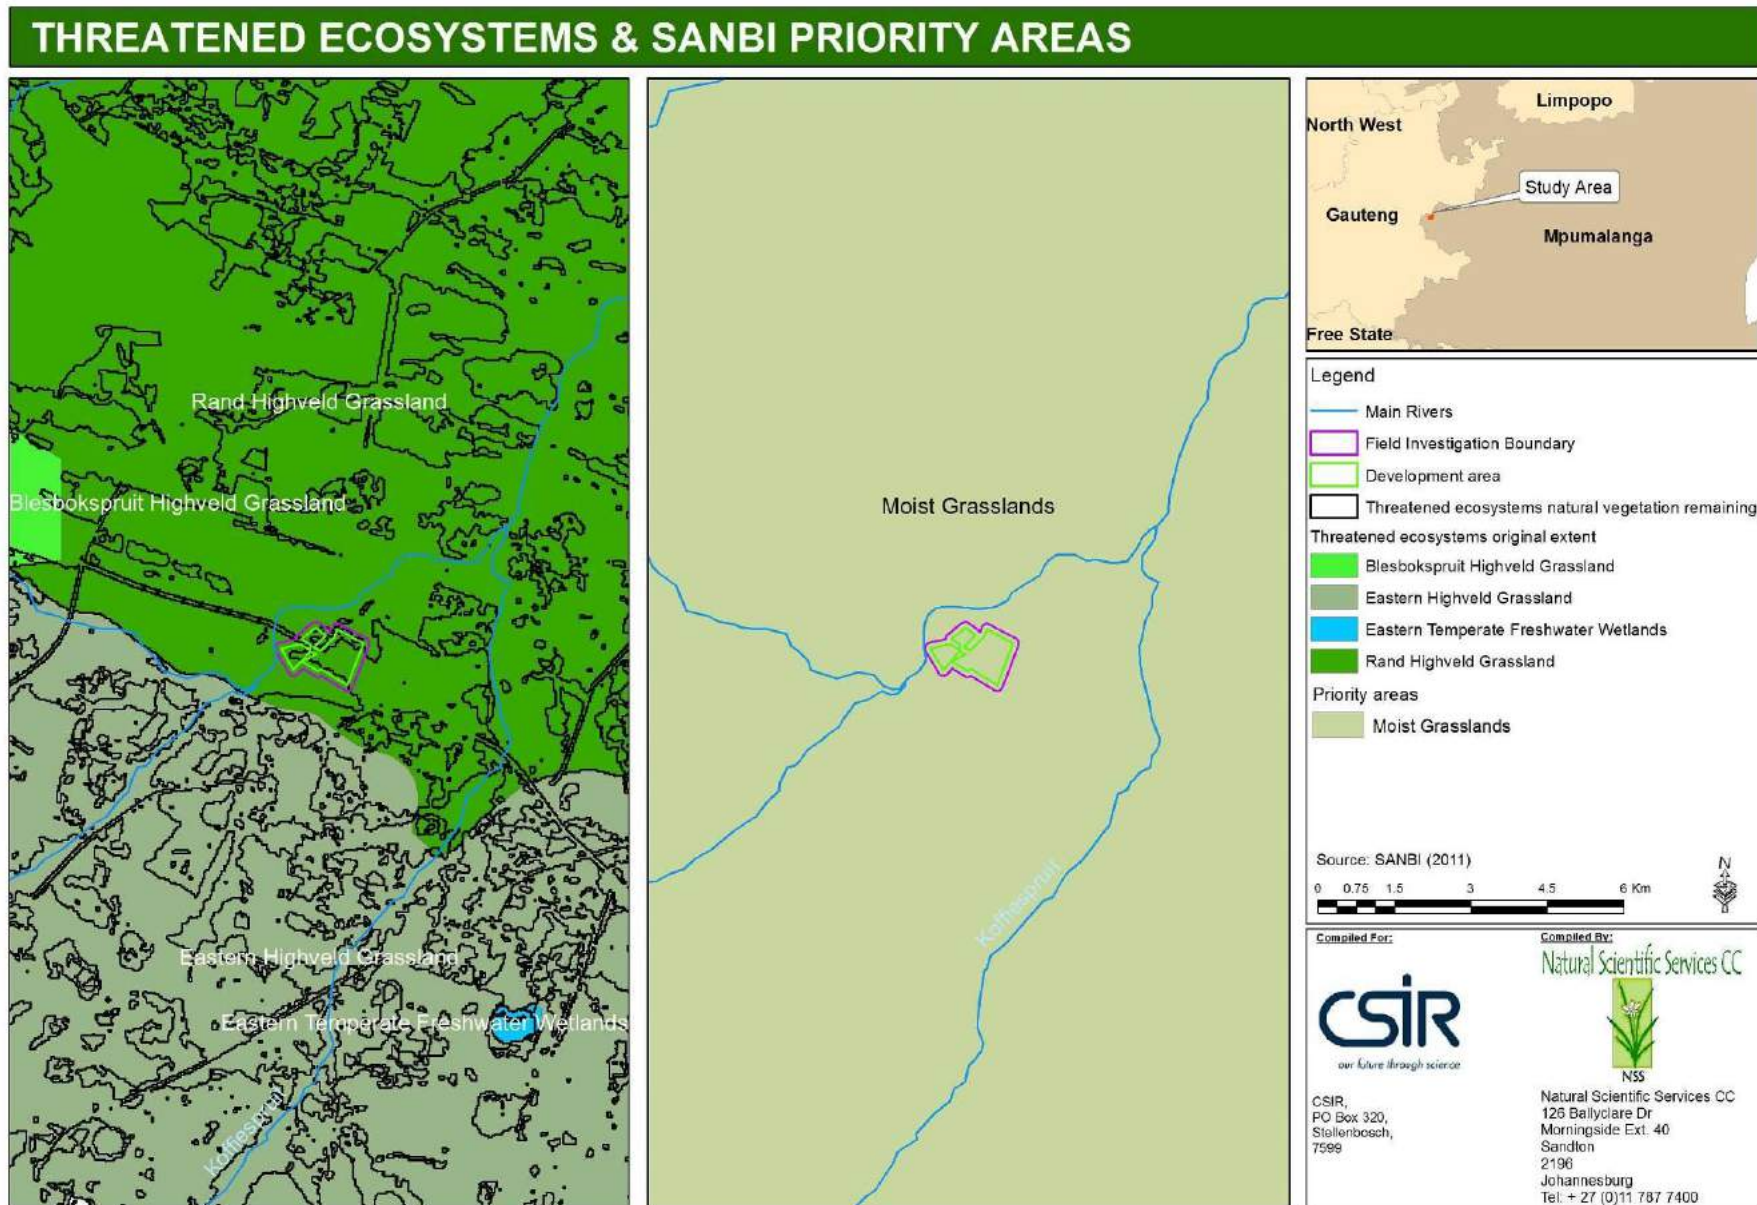 THREATENED ECOSYSTEMS & SANBI PRIORITY AREAS
Rand Highveld Grassland
Blesbokspruit Highveld Grassland
Eastern Highveld Grassland
Eastern Temperate Freshwater Wetlands
Koffiespruit
Moist Grasslands
Koffiespruit
Limpopo
North West
Study Area
Gauteng
Mpumalanga
Free State
Legend
Main Rivers
Field Investigation Boundary
Development area
Threatened ecosystems natural vegetation remaining
Threatened ecosystems original extent
Blesbokspruit Highveld Grassland
Eastern Highveld Grassland
Eastern Temperate Freshwater Wetlands
Rand Highveld Grassland
Priority areas
Moist Grasslands
Source: SANBI (2011)
N
0 0.75 1.5 3 4.5 6 Km
Compiled For:
CSIR
our future through science
CSIR,
PO Box 320,
Stellenbosch,
7599
Compiled By:
Natural Scientific Services CC
NSS
Natural Scientific Services CC
126 Ballyclare Dr
Morningside Ext. 40
Sandton
2196
Johannesburg
Tel: + 27 (0)11 787 7400